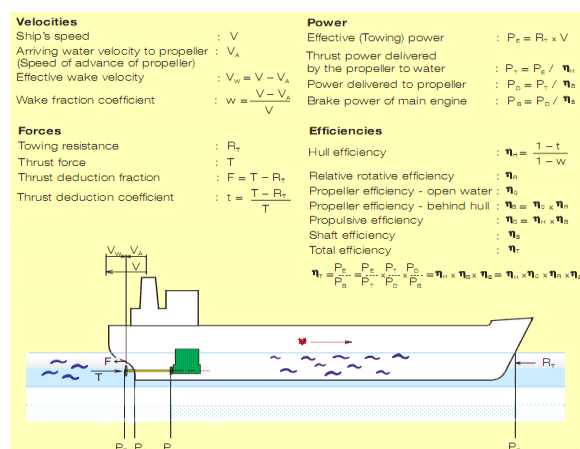 Velocities
Ship's speed : V
Arriving water velocity to propeller : V_A
(Speed of advance of propeller)
Effective wake velocity : V_W = V – V_A
Wake fraction coefficient : w = (V – V_A) / V
Forces
Towing resistance : R_T
Thrust force : T
Thrust deduction fraction : F = T – R_T
Thrust deduction coefficient : t = (T – R_T) / T
Power
Effective (Towing) power : P_E = R_T x V
Thrust power delivered
by the propeller to water : P_T = P_E / η_H
Power delivered to propeller : P_D = P_T / η_B
Brake power of main engine : P_B = P_D / η_S
Efficiencies
Hull efficiency : η_H = (1 – t) / (1 – w)
Relative rotative efficiency : η_R
Propeller efficiency - open water : η_O
Propeller efficiency - behind hull : η_B = η_O x η_R
Propulsive efficiency : η_D = η_H x η_B
Shaft efficiency : η_S
Total efficiency : η_T
η_T = P_E / P_B = P_E / P_T x P_T / P_D x P_D / P_B = η_H x η_B x η_S = η_H x η_O x η_R x η_S
V_W V_A
V
F
T
R_T
P P P P